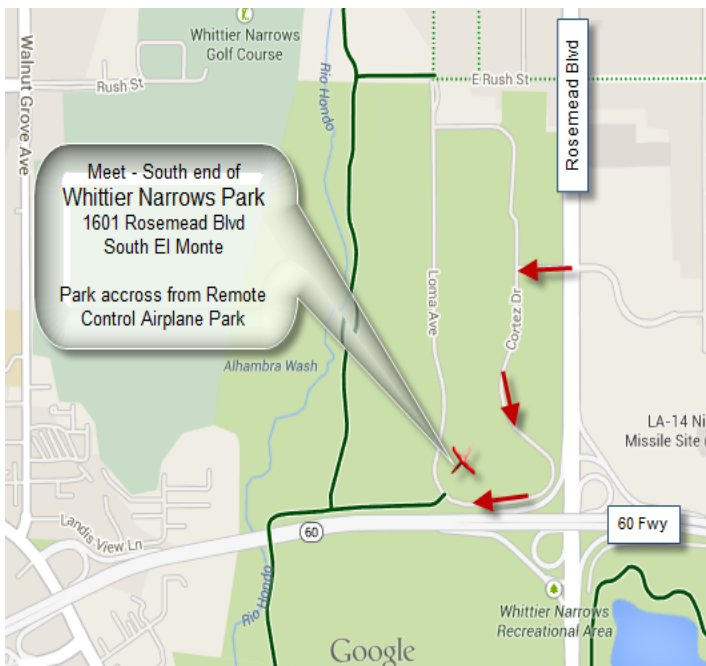 Whittier Narrows
Golf Course
Walnut Grove Ave
Rush St
Rio Hondo
E Rush St
Rosemead Blvd
Meet - South end of
Whittier Narrows Park
1601 Rosemead Blvd
South El Monte
Park accross from Remote
Control Airplane Park
Loma Ave
Cortez Dr
Alhambra Wash
LA-14 Ni
Missile Site (
Landis View Ln
60
60 Fwy
Rio Hondo
Whittier Narrows
Recreational Area
Google